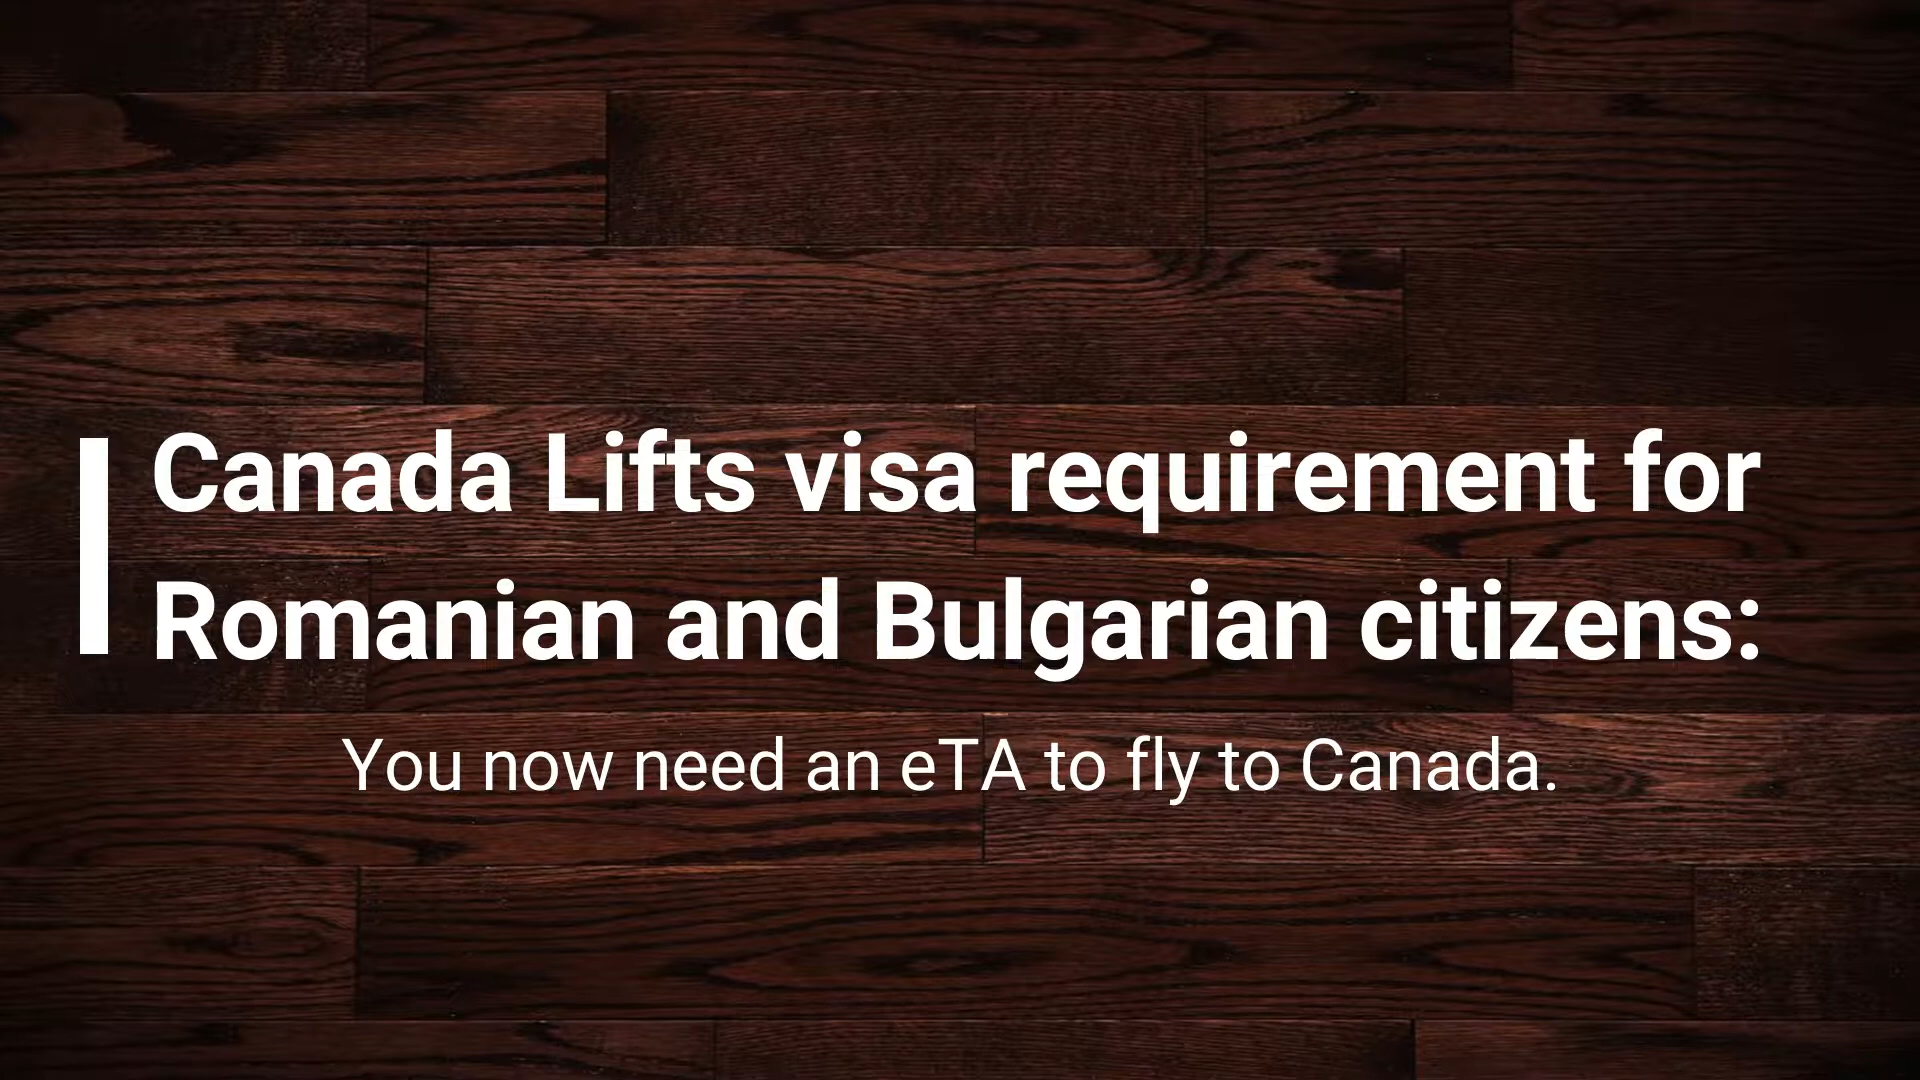 Canada Lifts visa requirement for
Romanian and Bulgarian citizens:
You now need an eTA to fly to Canada.